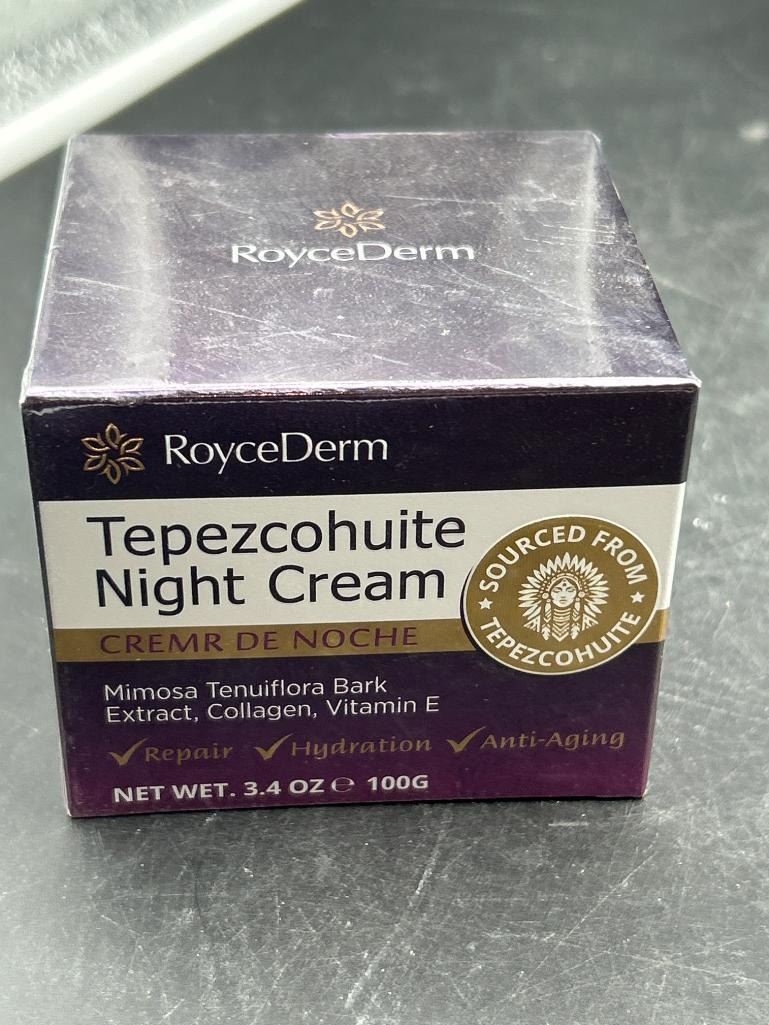 RoyceDerm
RoyceDerm
Tepezcohuite
Night Cream
CREMR DE NOCHE
SOURCED FROM
TEPEZCOHUITE
Mimosa Tenuiflora Bark
Extract, Collagen, Vitamin E
✓Repair ✓Hydration ✓Anti-Aging
NET WET. 3.4 OZ ℮ 100G